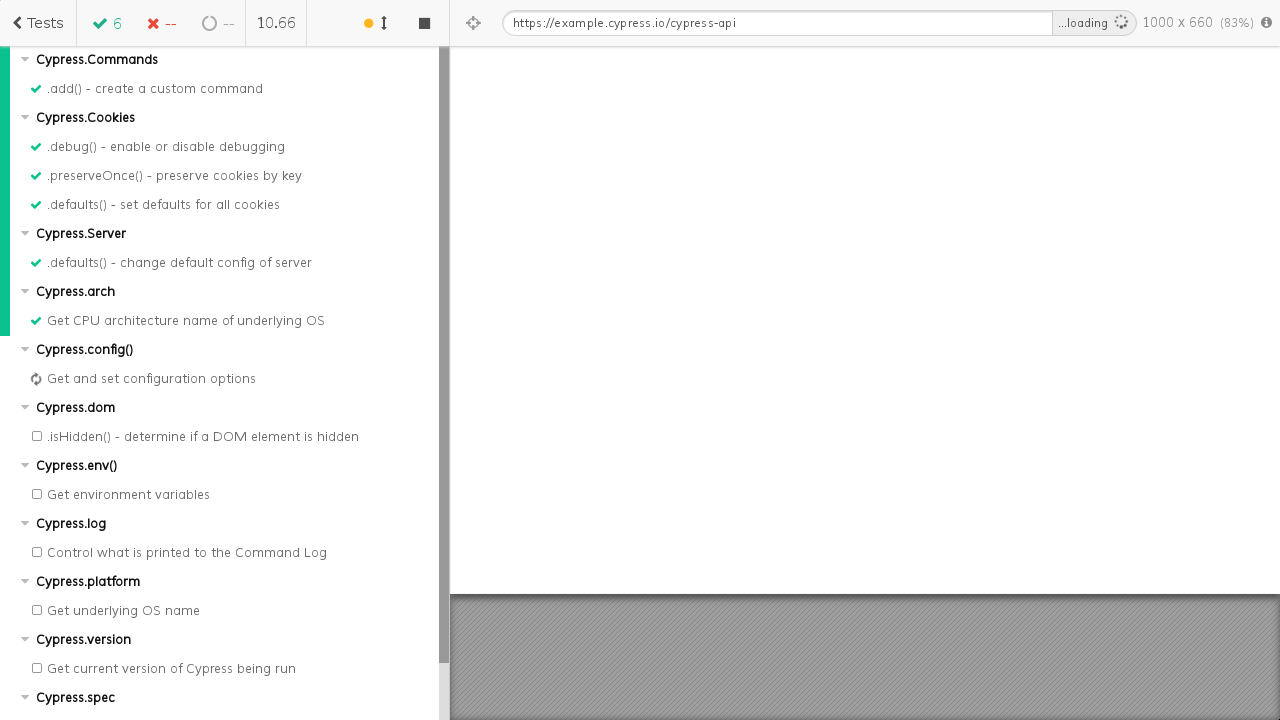 Tests 6 -- -- 10.66 https://example.cypress.io/cypress-api ...loading 1000 x 660 (83%)
Cypress.Commands
.add() - create a custom command
Cypress.Cookies
.debug() - enable or disable debugging
.preserveOnce() - preserve cookies by key
.defaults() - set defaults for all cookies
Cypress.Server
.defaults() - change default config of server
Cypress.arch
Get CPU architecture name of underlying OS
Cypress.config()
Get and set configuration options
Cypress.dom
.isHidden() - determine if a DOM element is hidden
Cypress.env()
Get environment variables
Cypress.log
Control what is printed to the Command Log
Cypress.platform
Get underlying OS name
Cypress.version
Get current version of Cypress being run
Cypress.spec